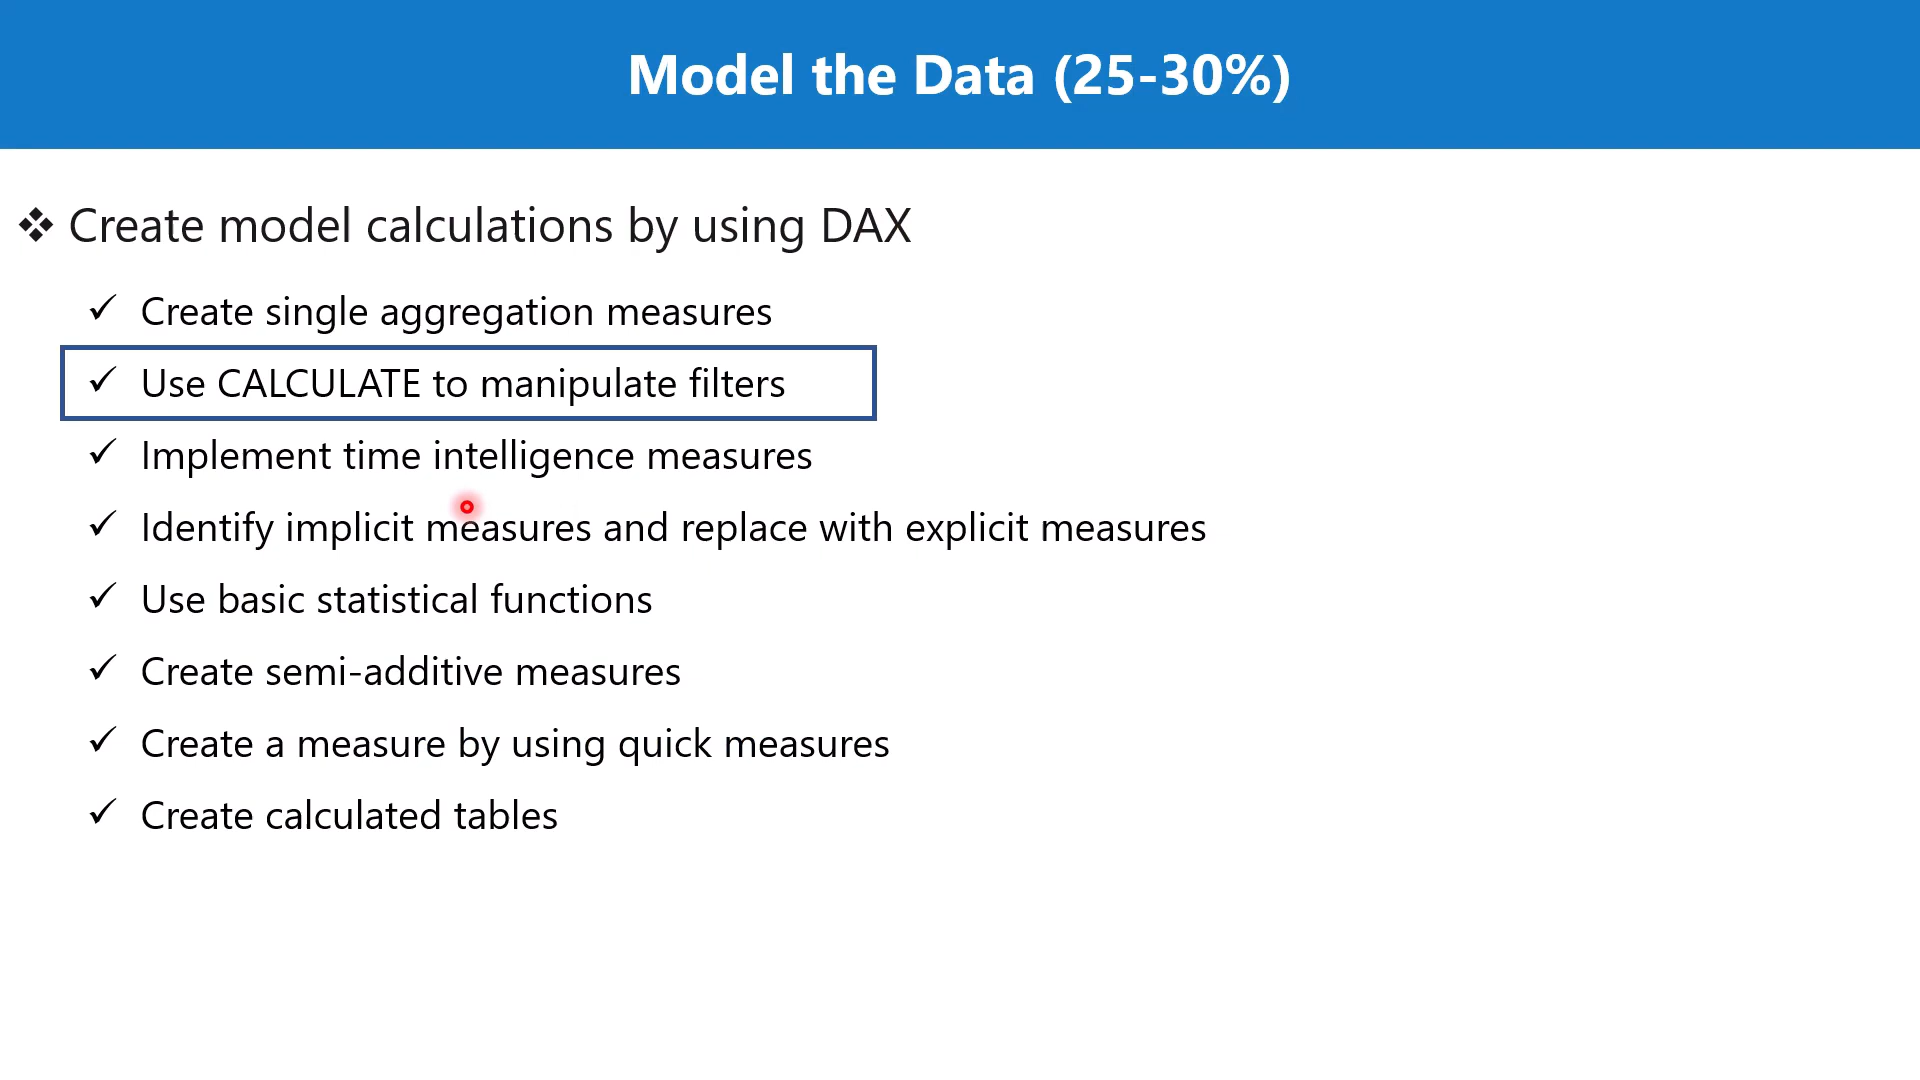 Model the Data (25-30%)
❖ Create model calculations by using DAX
✓ Create single aggregation measures
✓ Use CALCULATE to manipulate filters
✓ Implement time intelligence measures
✓ Identify implicit measures and replace with explicit measures
✓ Use basic statistical functions
✓ Create semi-additive measures
✓ Create a measure by using quick measures
✓ Create calculated tables